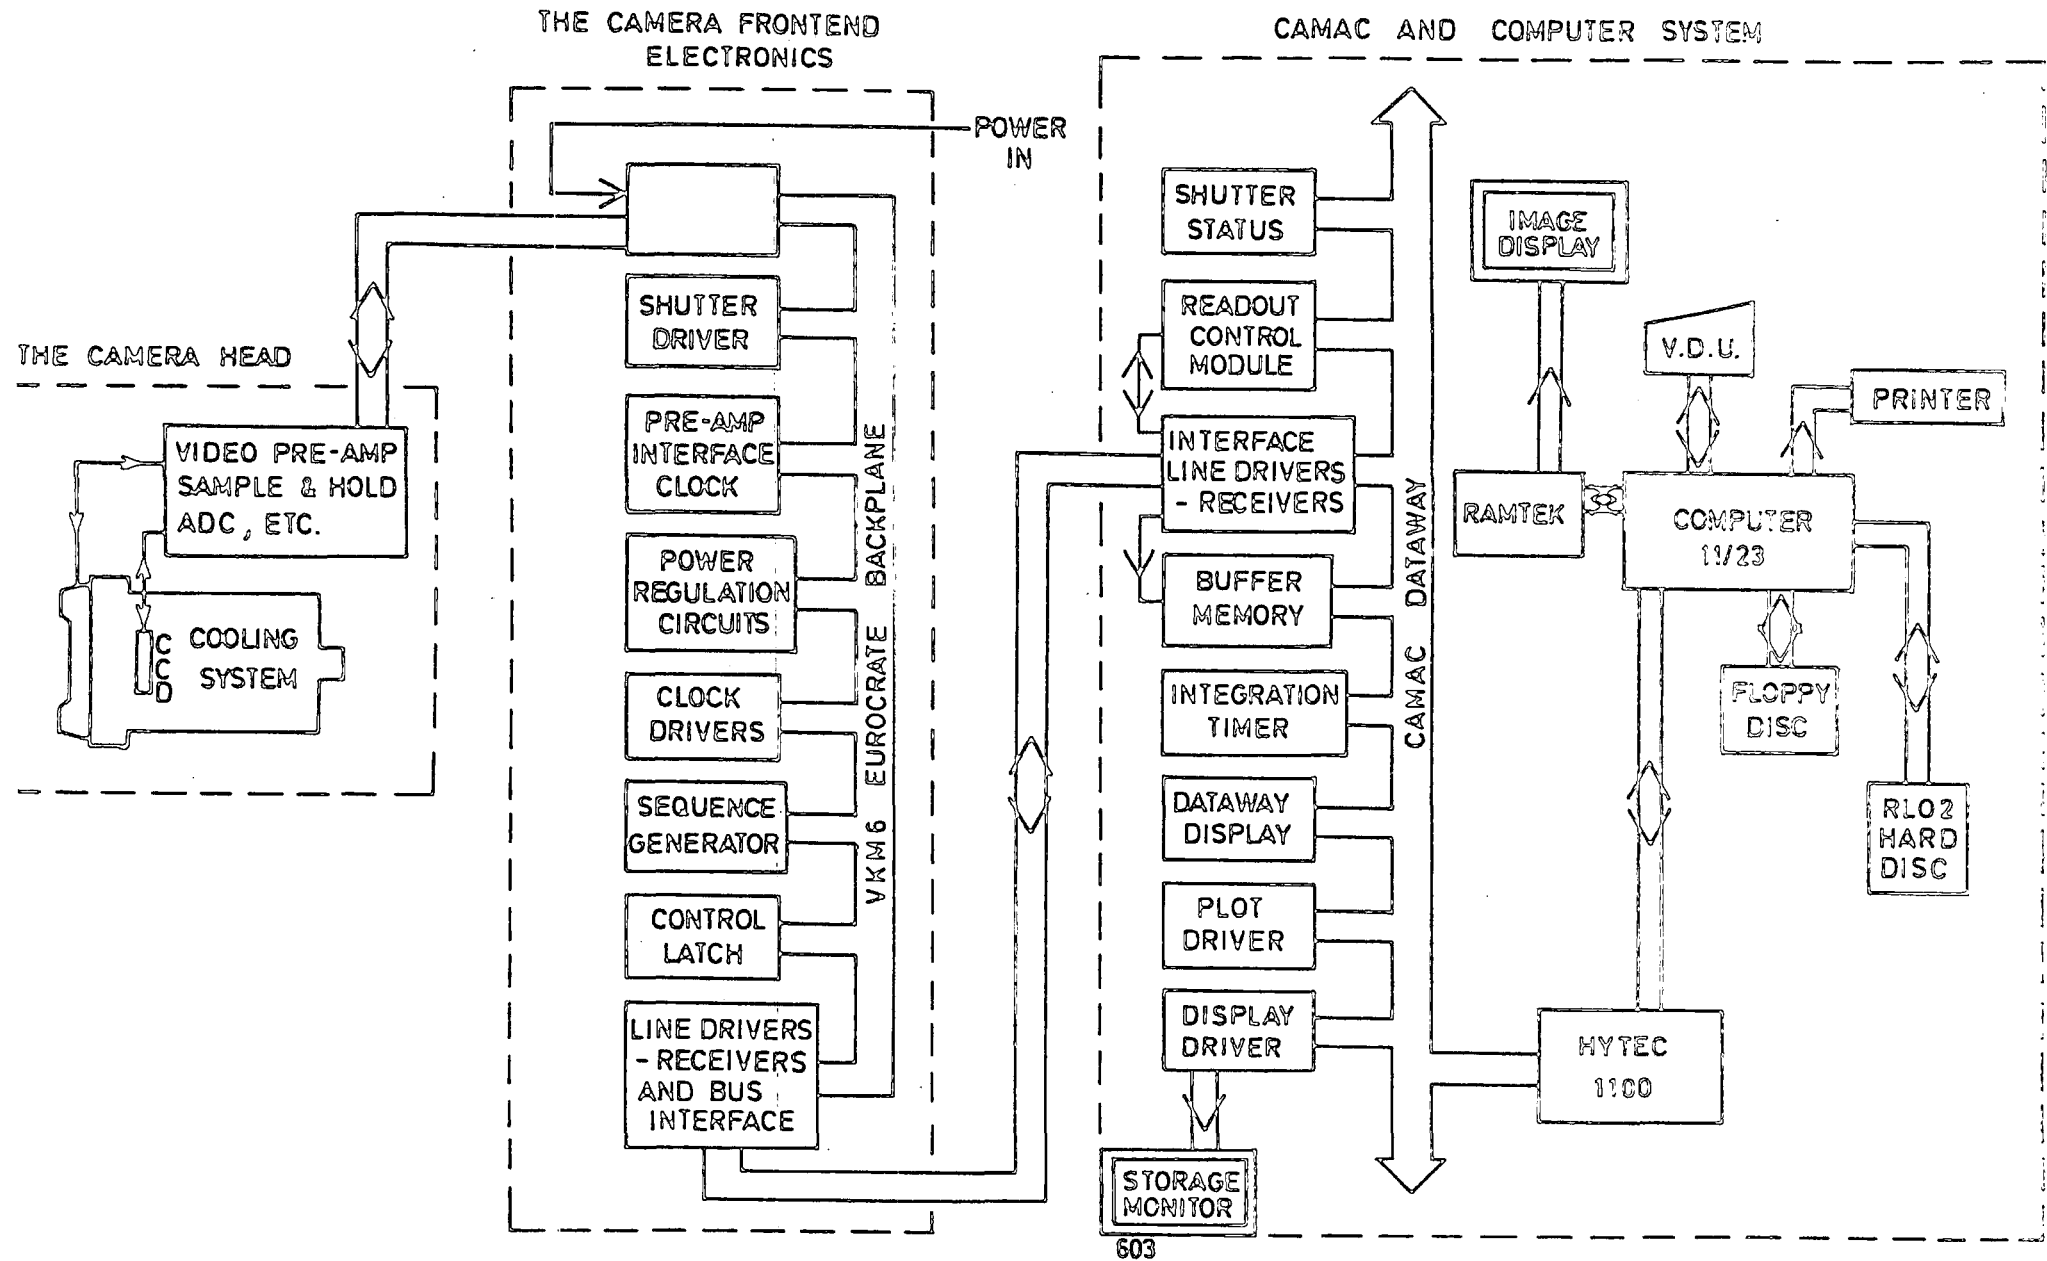 THE CAMERA FRONTEND
ELECTRONICS
CAMAC AND COMPUTER SYSTEM
POWER
IN
THE CAMERA HEAD
VIDEO PRE-AMP
SAMPLE & HOLD
ADC, ETC.
COOLING
SYSTEM
CCD
SHUTTER
DRIVER
PRE-AMP
INTERFACE
CLOCK
POWER
REGULATION
CIRCUITS
CLOCK
DRIVERS
SEQUENCE
GENERATOR
CONTROL
LATCH
LINE DRIVERS
- RECEIVERS
AND BUS
INTERFACE
VKM6 EUROCRATE BACKPLANE
SHUTTER
STATUS
READOUT
CONTROL
MODULE
INTERFACE
LINE DRIVERS
- RECEIVERS
BUFFER
MEMORY
INTEGRATION
TIMER
DATAWAY
DISPLAY
PLOT
DRIVER
DISPLAY
DRIVER
STORAGE
MONITOR
603
CAMAC DATAWAY
IMAGE
DISPLAY
V.D.U.
PRINTER
RAMTEK
COMPUTER
11/23
FLOPPY
DISC
RL02
HARD
DISC
HYTEC
1100